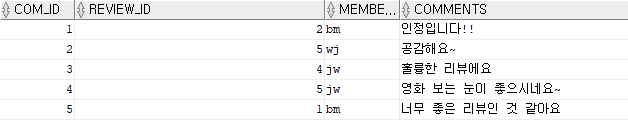 COM_ID REVIEW_ID MEMBE... COMMENTS
1 2 bm 인정입니다!!
2 5 wj 공감해요~
3 4 jw 훌륭한 리뷰에요
4 5 jw 영화 보는 눈이 좋으시네요~
5 1 bm 너무 좋은 리뷰인 것 같아요